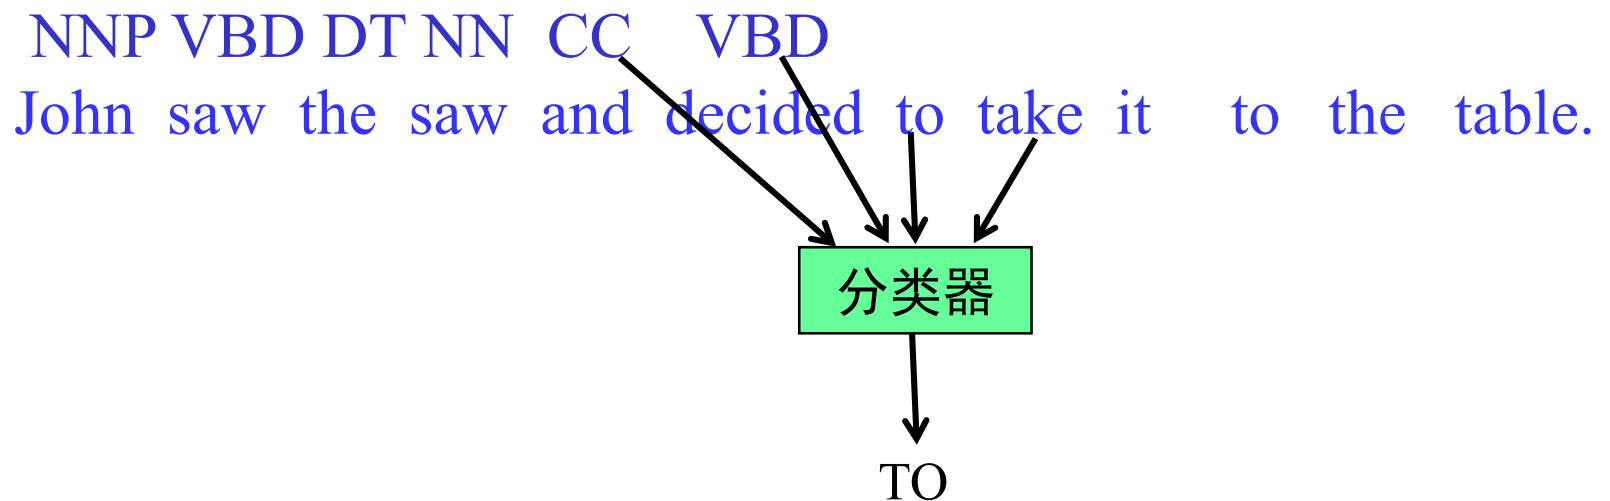 NNP VBD DT NN CC VBD
John saw the saw and decided to take it to the table.
分类器
TO